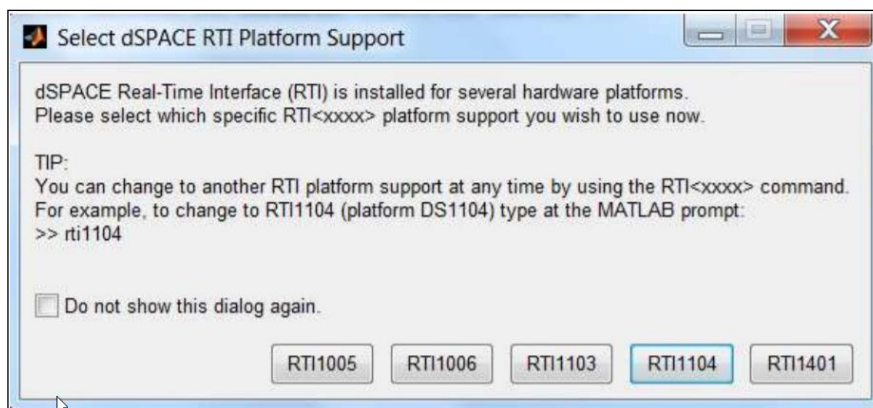 Select dSPACE RTI Platform Support
dSPACE Real-Time Interface (RTI) is installed for several hardware platforms.
Please select which specific RTI<xxxx> platform support you wish to use now.
TIP:
You can change to another RTI platform support at any time by using the RTI<xxxx> command.
For example, to change to RTI1104 (platform DS1104) type at the MATLAB prompt:
>> rti1104
Do not show this dialog again.
RTI1005 RTI1006 RTI1103 RTI1104 RTI1401